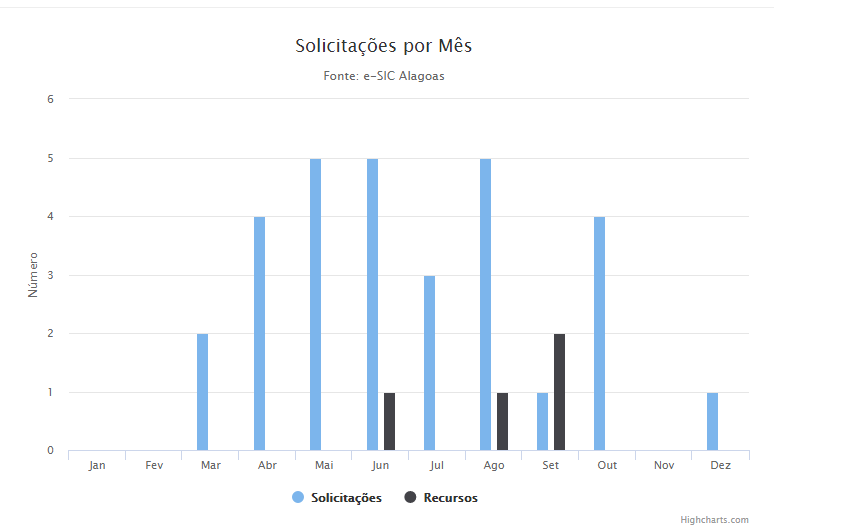 Solicitações por Mês
Fonte: e-SIC Alagoas
Número
6
5
4
3
2
1
0
Jan Fev Mar Abr Mai Jun Jul Ago Set Out Nov Dez
Solicitações Recursos
Highcharts.com